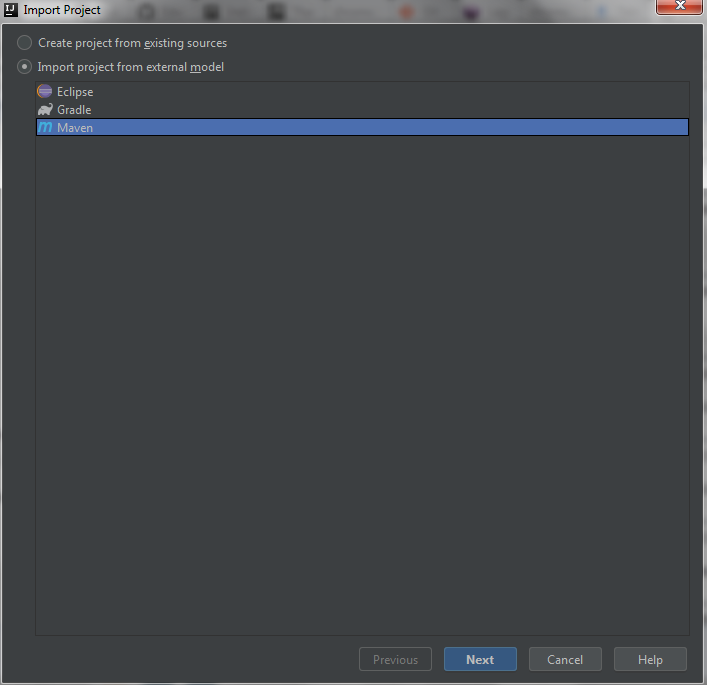 IJ Import Project
Create project from existing sources
Import project from external model
Eclipse
Gradle
m Maven
Previous Next Cancel Help